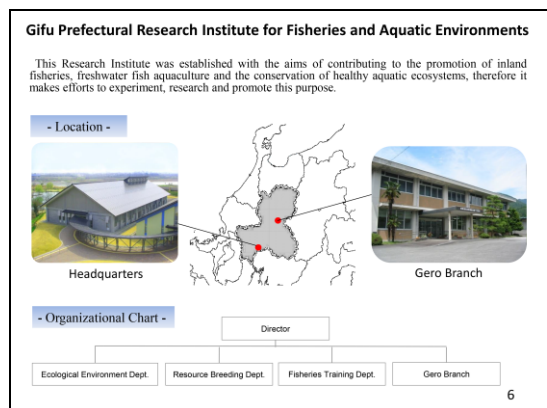 Gifu Prefectural Research Institute for Fisheries and Aquatic Environments
This Research Institute was established with the aims of contributing to the promotion of inland
fisheries, freshwater fish aquaculture and the conservation of healthy aquatic ecosystems, therefore it
makes efforts to experiment, research and promote this purpose.
- Location -
Headquarters
Gero Branch
- Organizational Chart -
Director
Ecological Environment Dept.
Resource Breeding Dept.
Fisheries Training Dept.
Gero Branch
6